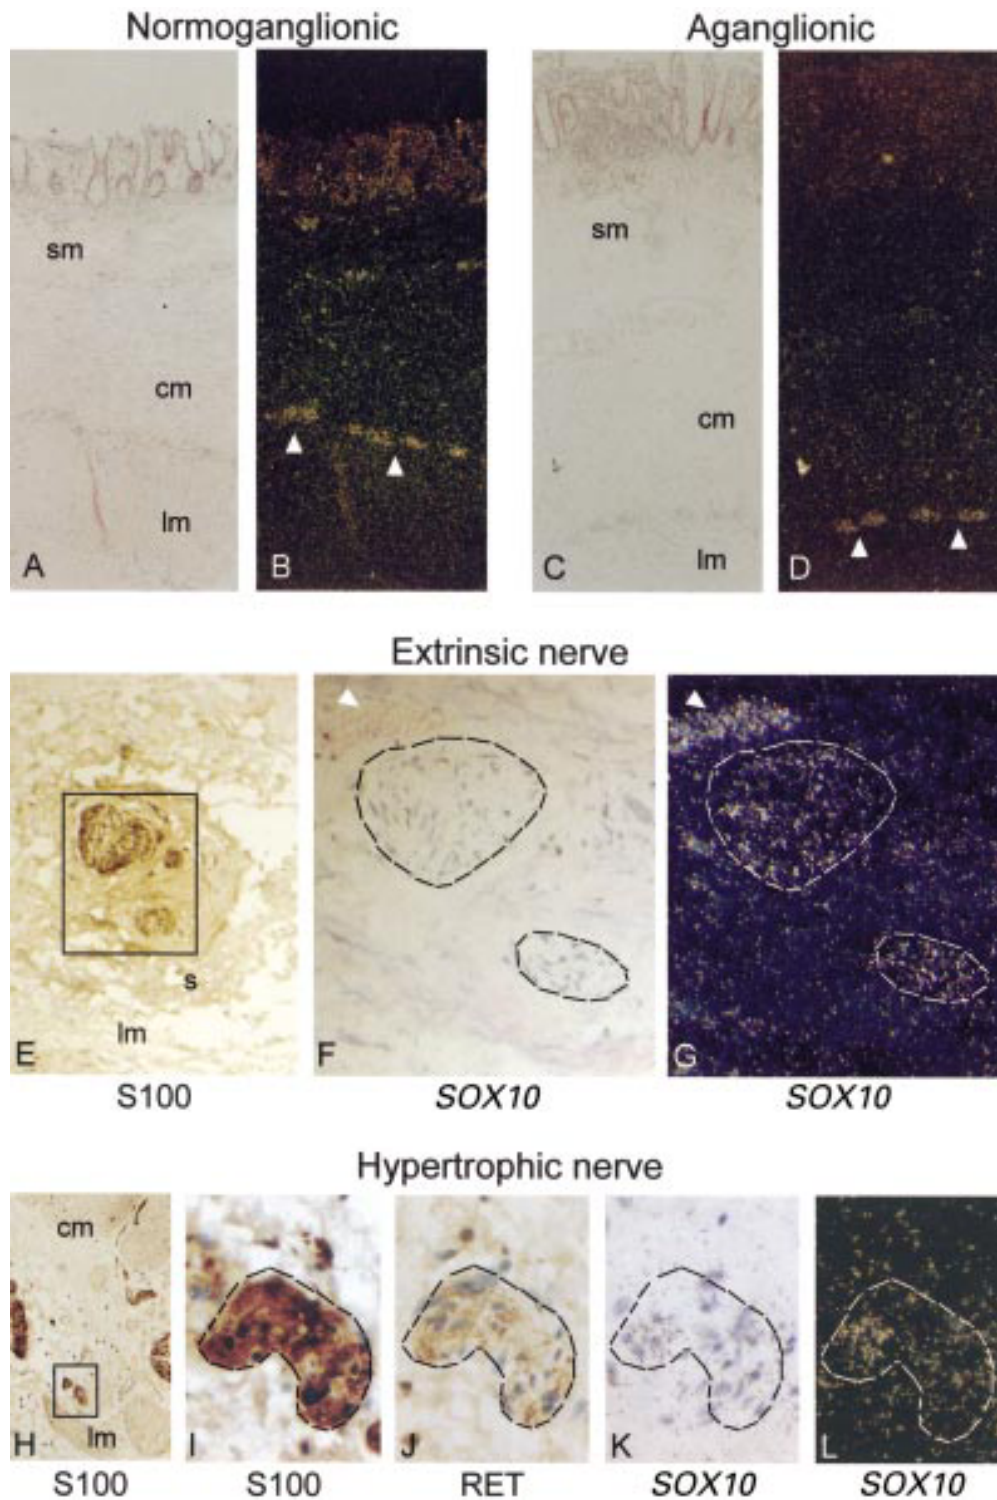 Normoganglionic Aganglionic
sm
cm
lm
A B
sm
cm
lm
C D
Extrinsic nerve
s
lm
E F G
S100 SOX10 SOX10
Hypertrophic nerve
cm
lm
H I J K L
S100 S100 RET SOX10 SOX10